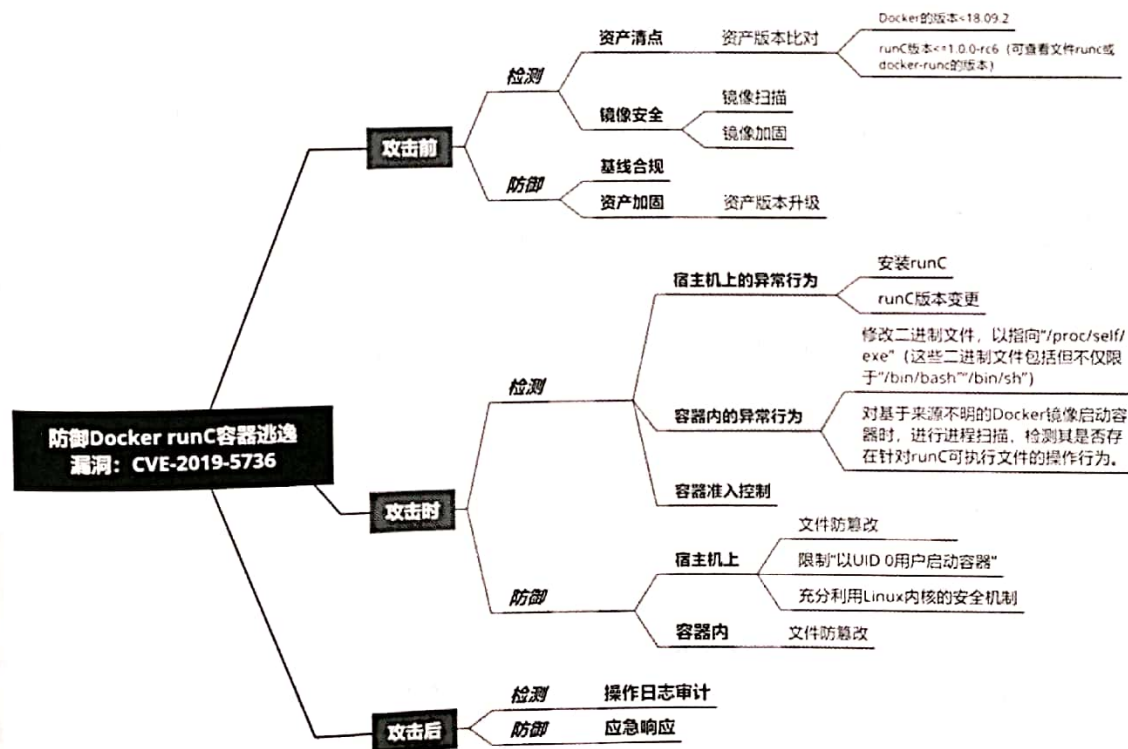 防御Docker runC容器逃逸
漏洞：CVE-2019-5736
攻击前
检测
资产清点
资产版本比对
Docker的版本<18.09.2
runC版本<=1.0.0-rc6（可查看文件runc或
docker-runc的版本）
镜像安全
镜像扫描
镜像加固
防御
基线合规
资产加固
资产版本升级
攻击时
检测
宿主机上的异常行为
安装runC
runC版本变更
容器内的异常行为
修改二进制文件，以指向“/proc/self/
exe”（这些二进制文件包括但不仅限
于“/bin/bash”“/bin/sh”）
对基于来源不明的Docker镜像启动容
器时，进行进程扫描，检测其是否存
在针对runC可执行文件的操作行为。
容器准入控制
防御
宿主机上
文件防篡改
限制“以UID 0用户启动容器”
充分利用Linux内核的安全机制
容器内
文件防篡改
攻击后
检测
操作日志审计
防御
应急响应